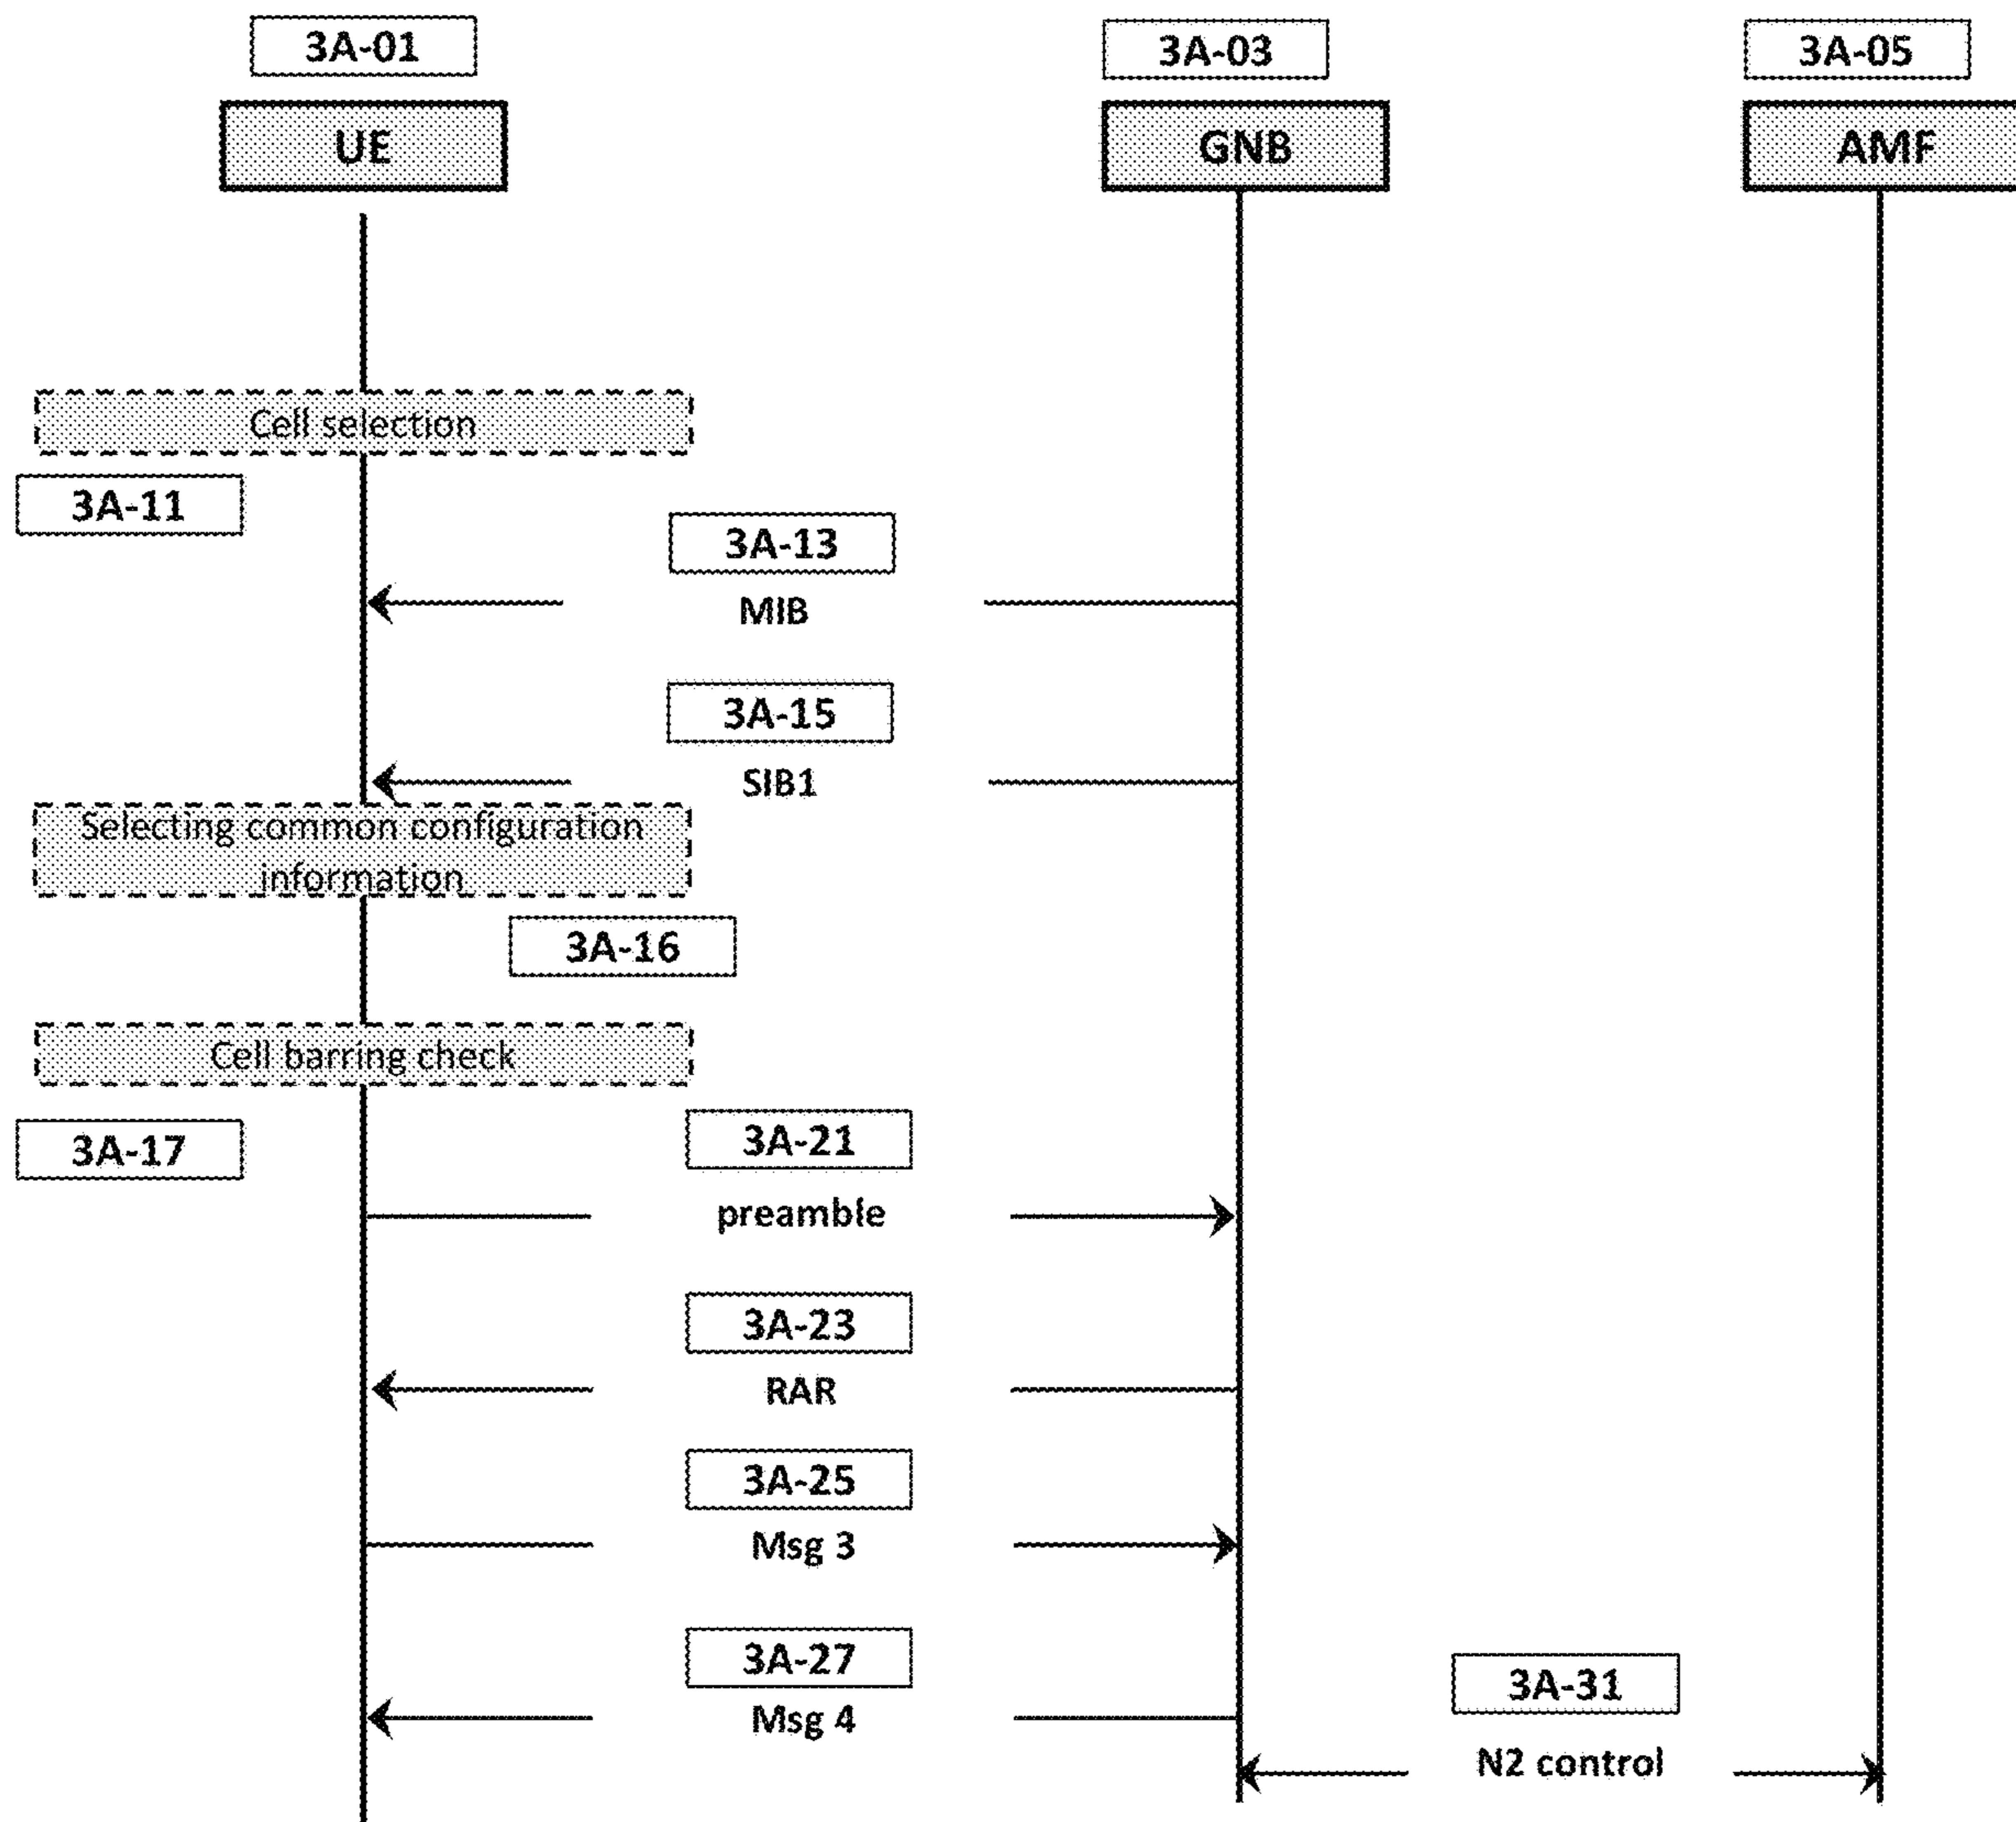 3A-01
3A-03
3A-05
UE
GNB
AMF
Cell selection
3A-11
3A-13
MIB
3A-15
SIB1
Selecting common configuration
information
3A-16
Cell barring check
3A-17
3A-21
preamble
3A-23
RAR
3A-25
Msg 3
3A-27
Msg 4
3A-31
N2 control